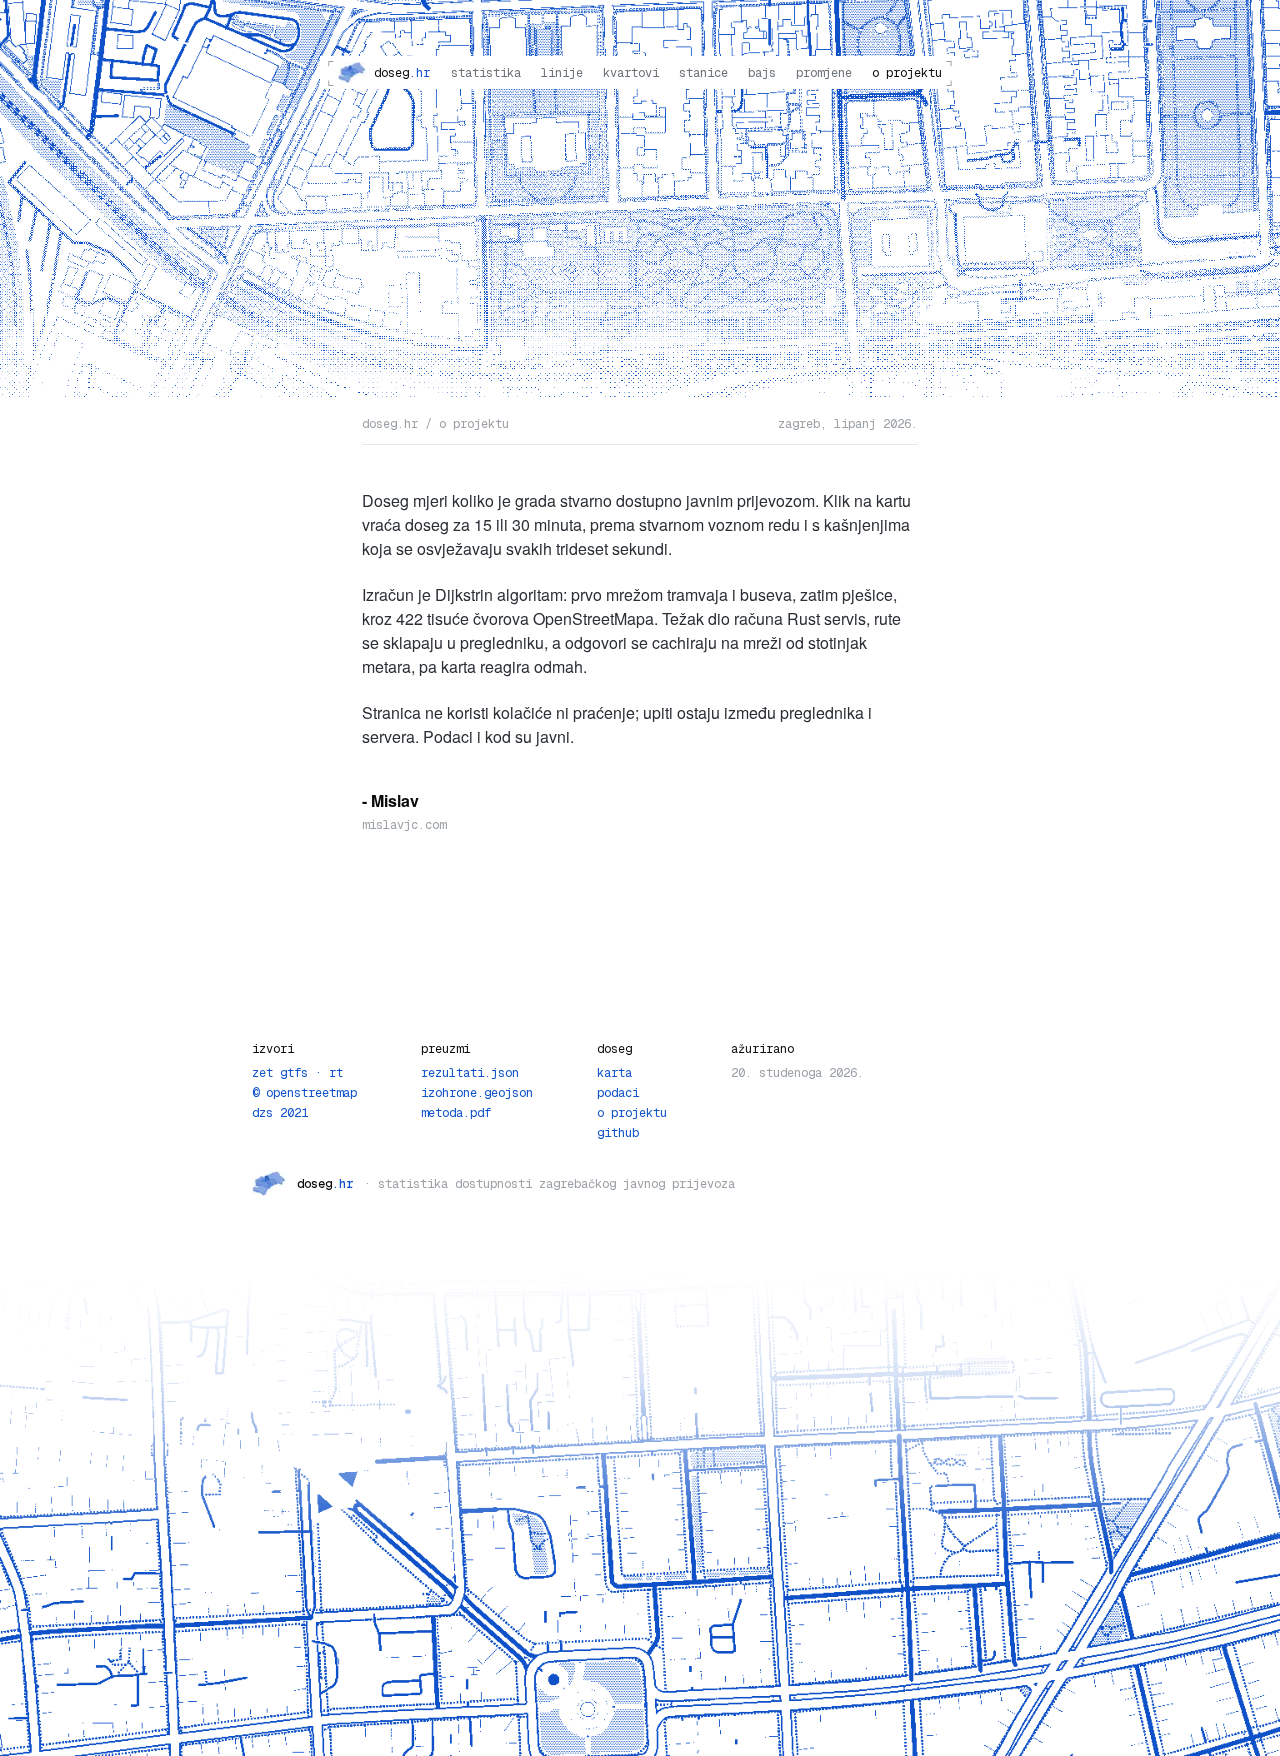 doseg.hr statistika linije kvartovi stanice bajs promjene o projektu
doseg.hr / o projektu zagreb, lipanj 2026.
Doseg mjeri koliko je grada stvarno dostupno javnim prijevozom. Klik na kartu
vraća doseg za 15 ili 30 minuta, prema stvarnom voznom redu i s kašnjenjima
koja se osvježavaju svakih trideset sekundi.
Izračun je Dijkstrin algoritam: prvo mrežom tramvaja i buseva, zatim pješice,
kroz 422 tisuće čvorova OpenStreetMapa. Težak dio računa Rust servis, rute
se sklapaju u pregledniku, a odgovori se cachiraju na mreži od stotinjak
metara, pa karta reagira odmah.
Stranica ne koristi kolačiće ni praćenje; upiti ostaju između preglednika i
servera. Podaci i kod su javni.
- Mislav
mislavjc.com
izvori
zet gtfs · rt
© openstreetmap
dzs 2021
preuzmi
rezultati.json
izohrone.geojson
metoda.pdf
doseg
karta
podaci
o projektu
github
ažurirano
20. studenoga 2026.
doseg.hr · statistika dostupnosti zagrebačkog javnog prijevoza